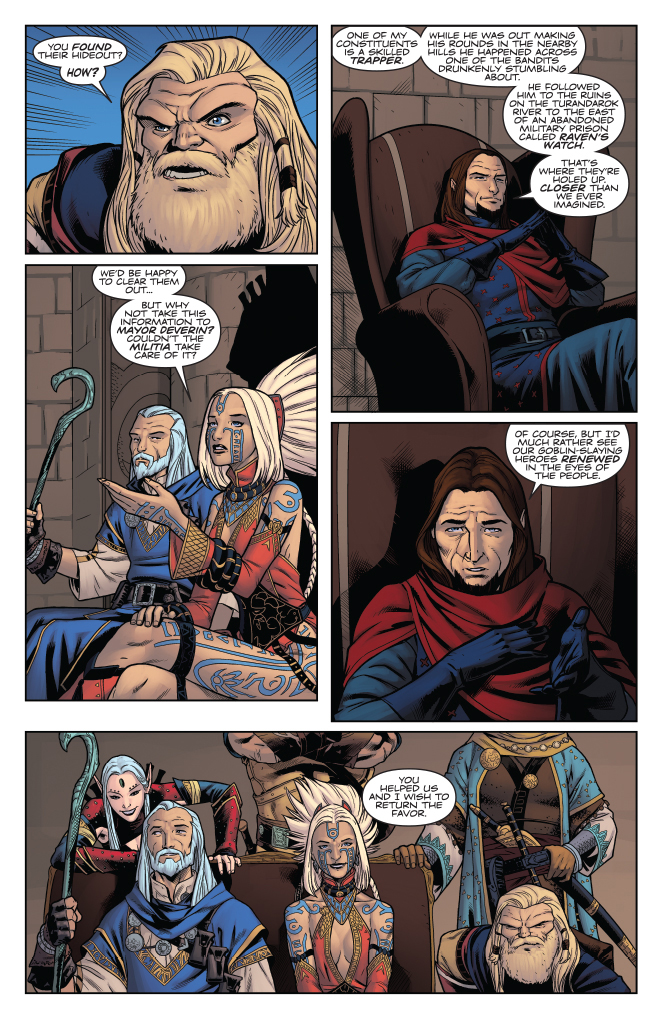 YOU FOUND
THEIR HIDEOUT?
HOW?
ONE OF MY
CONSTITUENTS
IS A SKILLED
TRAPPER.
WHILE HE WAS OUT MAKING
HIS ROUNDS IN THE NEARBY
HILLS HE HAPPENED ACROSS
ONE OF THE BANDITS
DRUNKENLY STUMBLING
ABOUT.
HE FOLLOWED
HIM TO THE RUINS
ON THE TURANDAROK
RIVER TO THE EAST
OF AN ABANDONED
MILITARY PRISON
CALLED RAVEN'S
WATCH.
THAT'S
WHERE THEY'RE
HOLED UP.
CLOSER THAN
WE EVER
IMAGINED.
WE'D BE HAPPY
TO CLEAR THEM
OUT...
BUT WHY
NOT TAKE THIS
INFORMATION TO
MAYOR DEVERIN?
COULDN'T THE
MILITIA TAKE
CARE OF IT?
OF COURSE, BUT I'D
MUCH RATHER SEE
OUR GOBLIN-SLAYING
HEROES RENEWED
IN THE EYES OF
THE PEOPLE.
YOU
HELPED US
AND I WISH TO
RETURN THE
FAVOR.